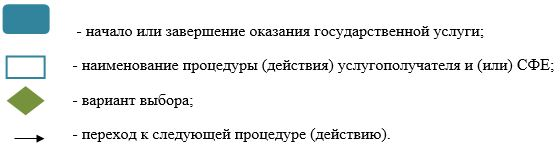 - начало или завершение оказания государственной услуги;
- наименование процедуры (действия) услугополучателя и (или) СФЕ;
- вариант выбора;
- переход к следующей процедуре (действию).